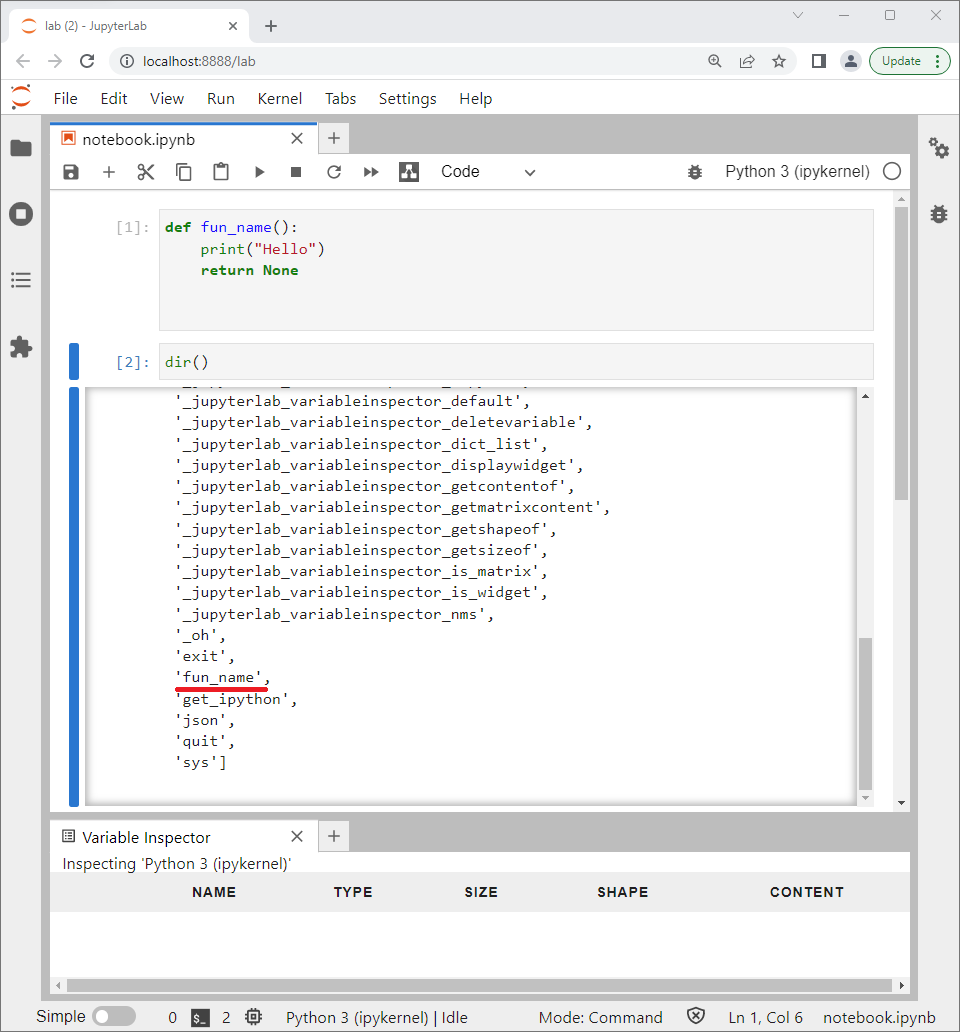 lab (2) - JupyterLab
localhost:8888/lab
Update
File Edit View Run Kernel Tabs Settings Help
notebook.ipynb
Code
Python 3 (ipykernel)
[1]: def fun_name():
print("Hello")
return None
[2]: dir()
'_jupyterlab_variableinspector_default',
'_jupyterlab_variableinspector_deletevariable',
'_jupyterlab_variableinspector_dict_list',
'_jupyterlab_variableinspector_displaywidget',
'_jupyterlab_variableinspector_getcontentof',
'_jupyterlab_variableinspector_getmatrixcontent',
'_jupyterlab_variableinspector_getshapeof',
'_jupyterlab_variableinspector_getsizeof',
'_jupyterlab_variableinspector_is_matrix',
'_jupyterlab_variableinspector_is_widget',
'_jupyterlab_variableinspector_nms',
'_oh',
'exit',
'fun_name',
'get_ipython',
'json',
'quit',
'sys']
Variable Inspector
Inspecting 'Python 3 (ipykernel)'
NAME TYPE SIZE SHAPE CONTENT
Simple 0 $_ 2 Python 3 (ipykernel) | Idle Mode: Command Ln 1, Col 6 notebook.ipynb